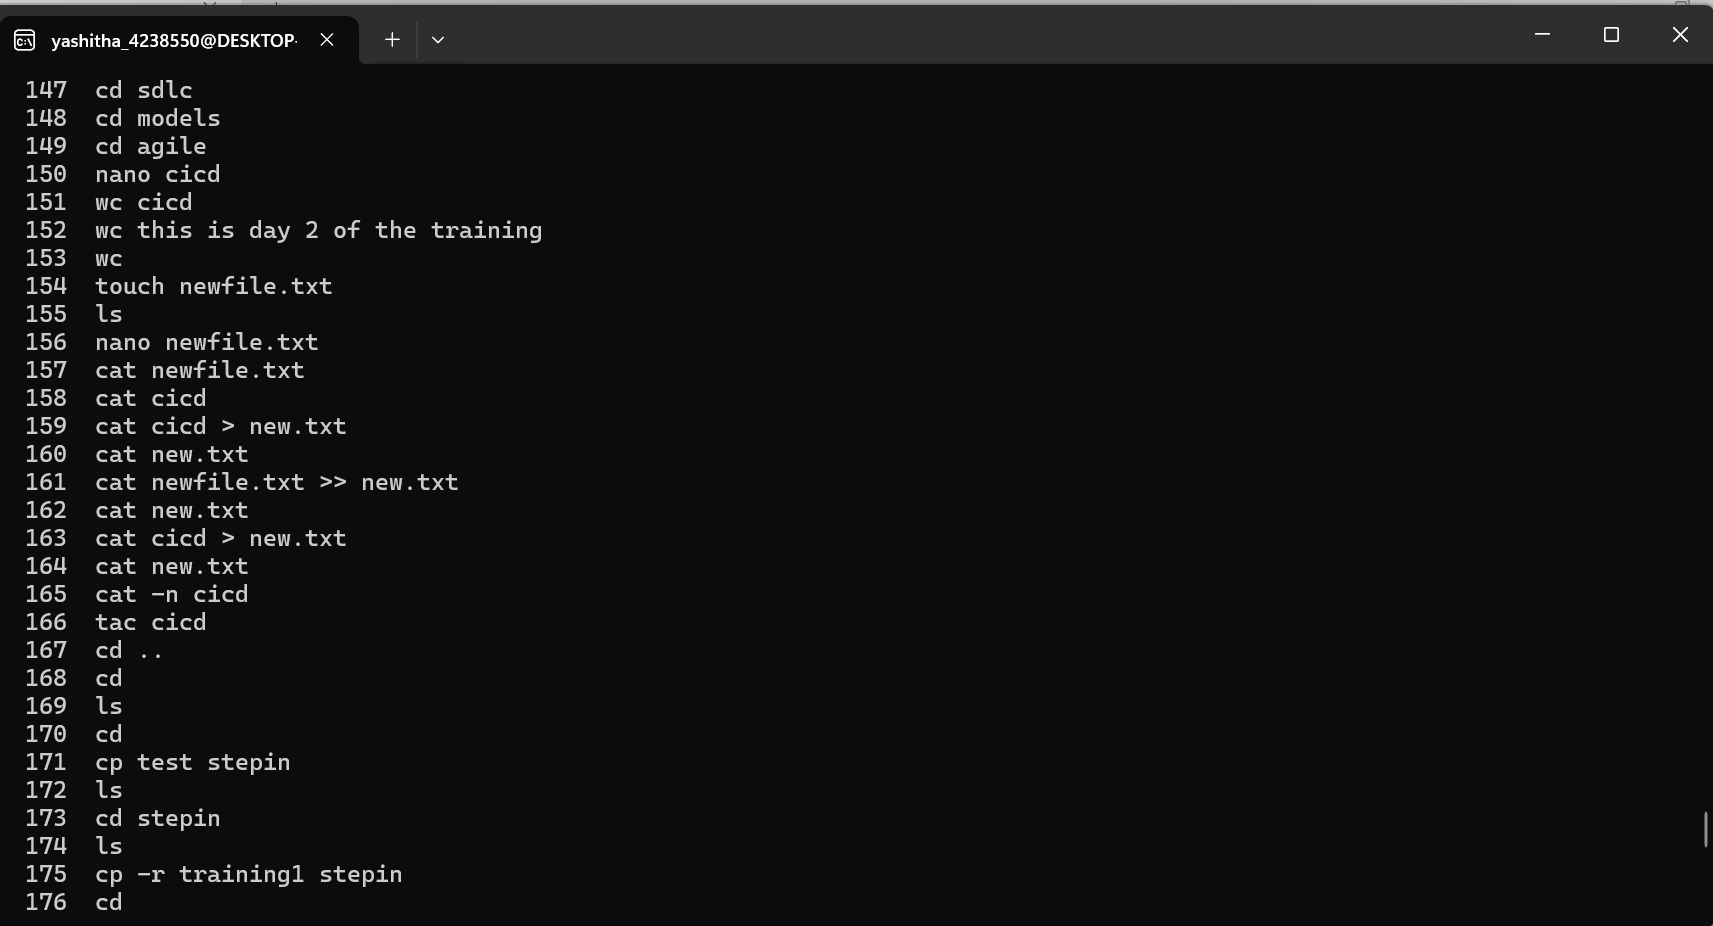 yashitha_4238550@DESKTOP-
147 cd sdlc
148 cd models
149 cd agile
150 nano cicd
151 wc cicd
152 wc this is day 2 of the training
153 wc
154 touch newfile.txt
155 ls
156 nano newfile.txt
157 cat newfile.txt
158 cat cicd
159 cat cicd > new.txt
160 cat new.txt
161 cat newfile.txt >> new.txt
162 cat new.txt
163 cat cicd > new.txt
164 cat new.txt
165 cat -n cicd
166 tac cicd
167 cd ..
168 cd
169 ls
170 cd
171 cp test stepin
172 ls
173 cd stepin
174 ls
175 cp -r training1 stepin
176 cd